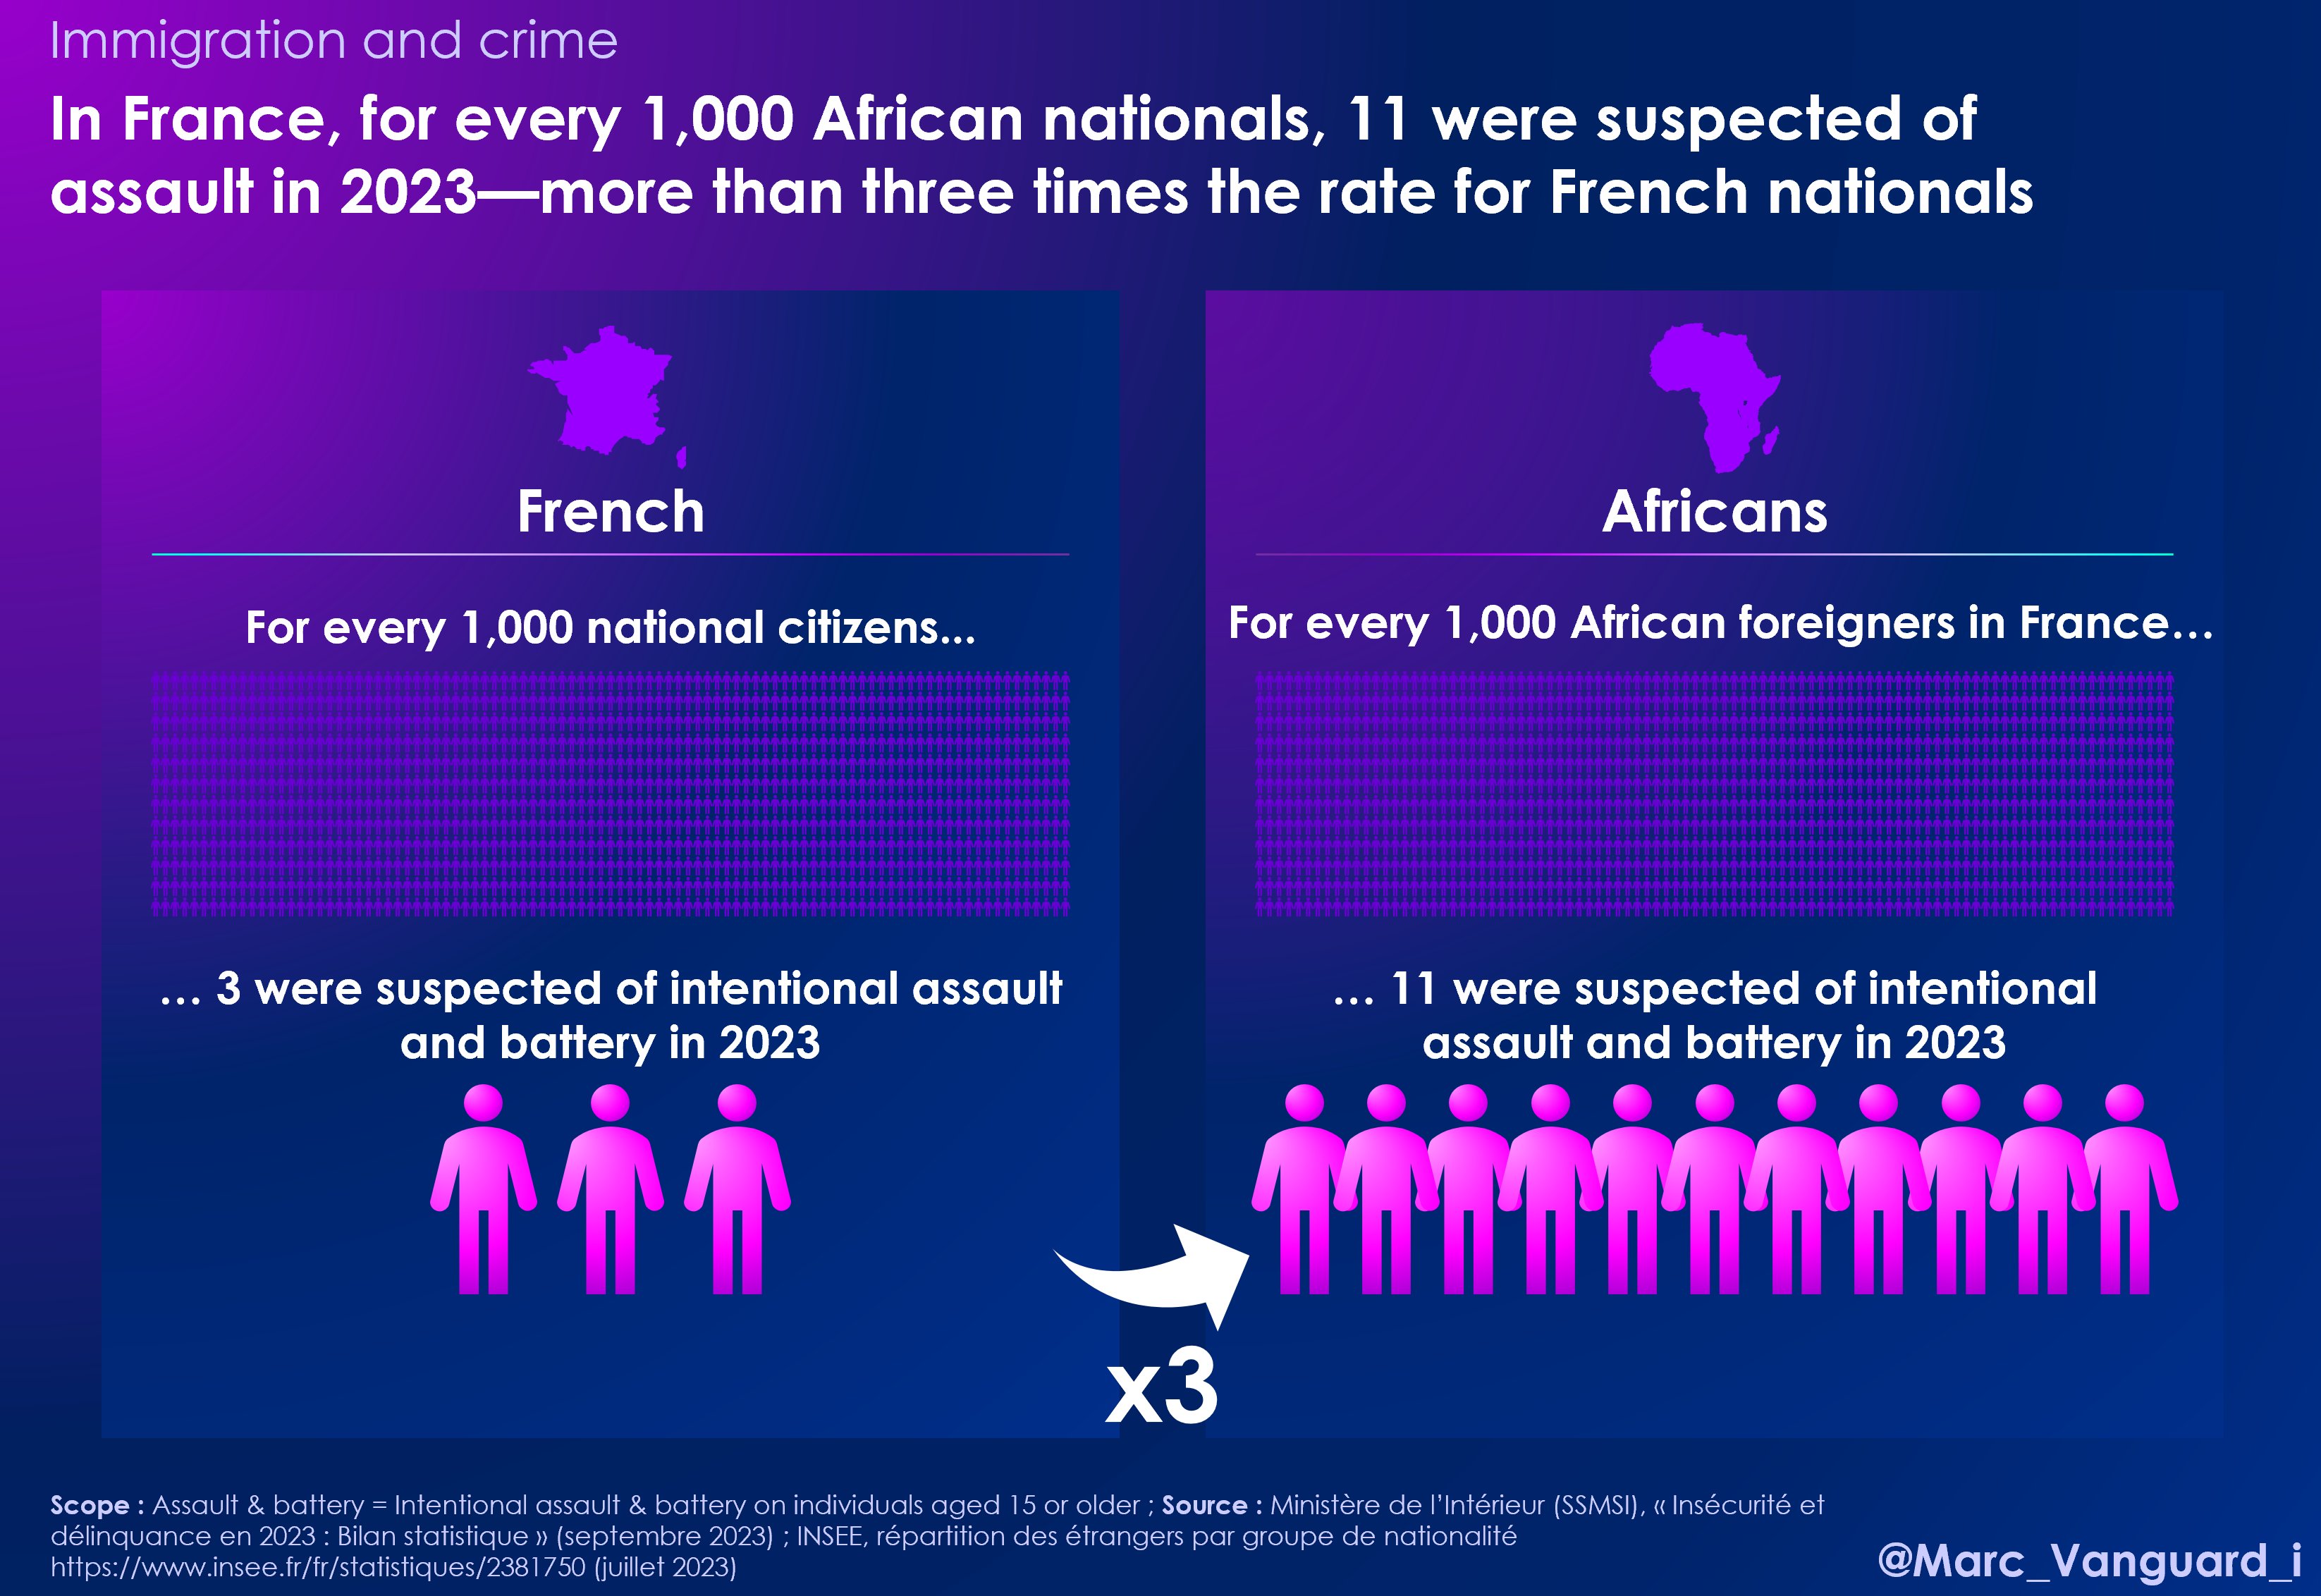 Immigration and crime
In France, for every 1,000 African nationals, 11 were suspected of
assault in 2023—more than three times the rate for French nationals
French
For every 1,000 national citizens...
... 3 were suspected of intentional assault
and battery in 2023
Africans
For every 1,000 African foreigners in France...
... 11 were suspected of intentional
assault and battery in 2023
x3
Scope : Assault & battery = Intentional assault & battery on individuals aged 15 or older ; Source : Ministère de l'Intérieur (SSMSI), « Insécurité et
délinquance en 2023 : Bilan statistique » (septembre 2023) ; INSEE, répartition des étrangers par groupe de nationalité
https://www.insee.fr/fr/statistiques/2381750 (juillet 2023)
@Marc_Vanguard_i